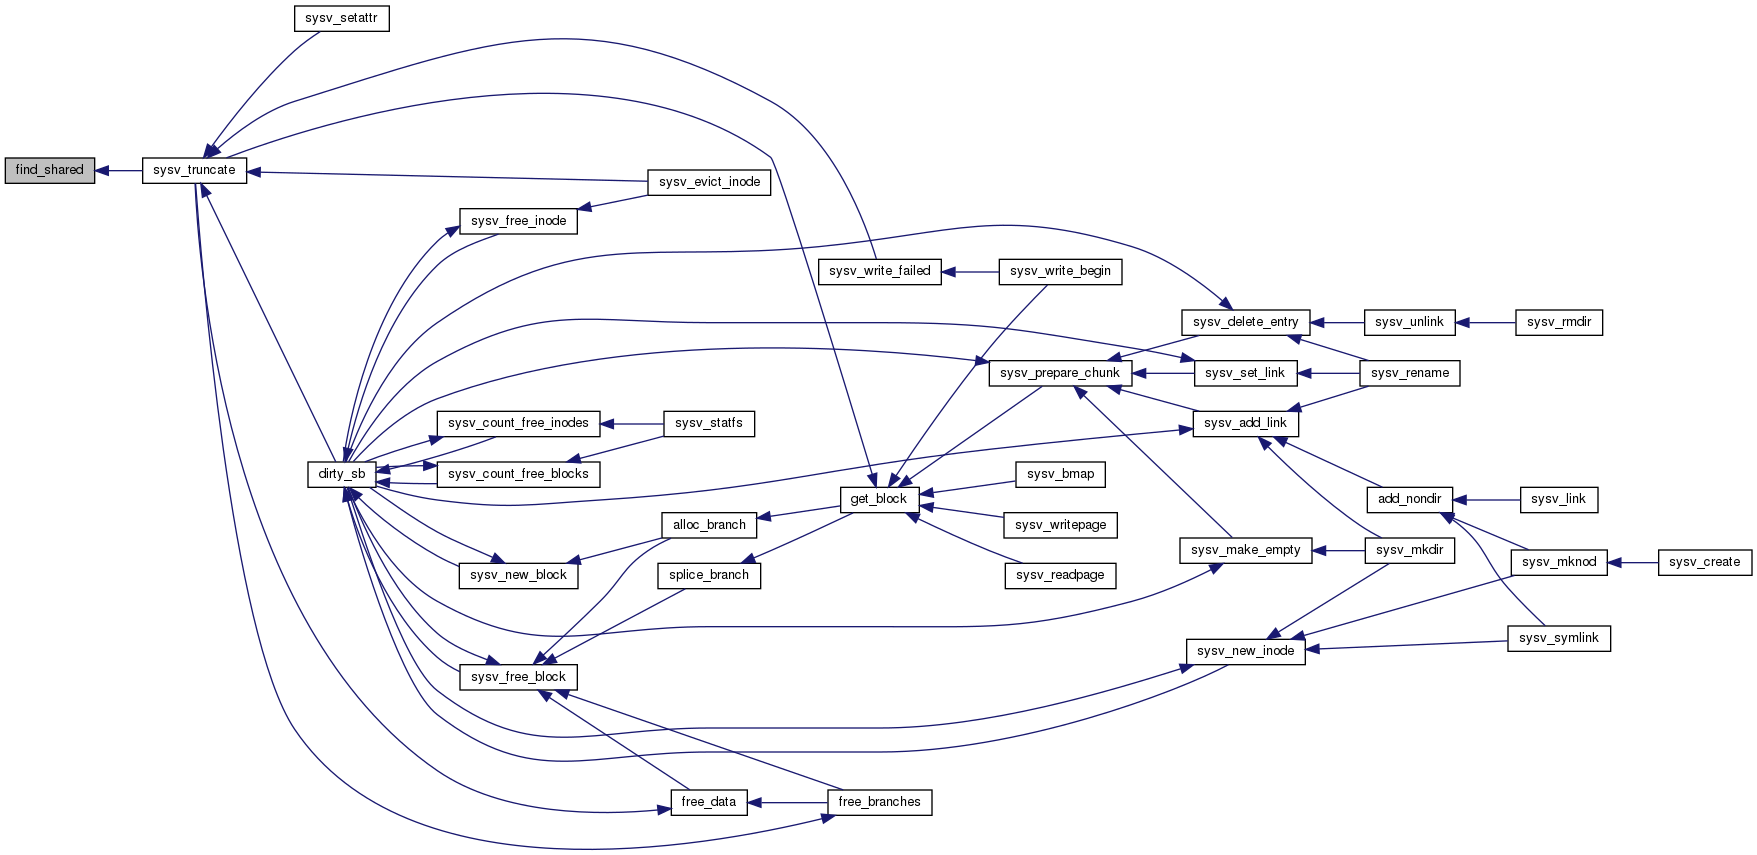 sysv_setattr
find_shared
sysv_truncate
sysv_evict_inode
sysv_free_inode
sysv_write_failed
sysv_write_begin
sysv_delete_entry
sysv_unlink
sysv_rmdir
sysv_prepare_chunk
sysv_set_link
sysv_rename
sysv_count_free_inodes
sysv_statfs
sysv_add_link
dirty_sb
sysv_count_free_blocks
sysv_bmap
get_block
add_nondir
sysv_link
alloc_branch
sysv_writepage
sysv_new_block
splice_branch
sysv_readpage
sysv_make_empty
sysv_mkdir
sysv_mknod
sysv_create
sysv_symlink
sysv_new_inode
sysv_free_block
free_data
free_branches